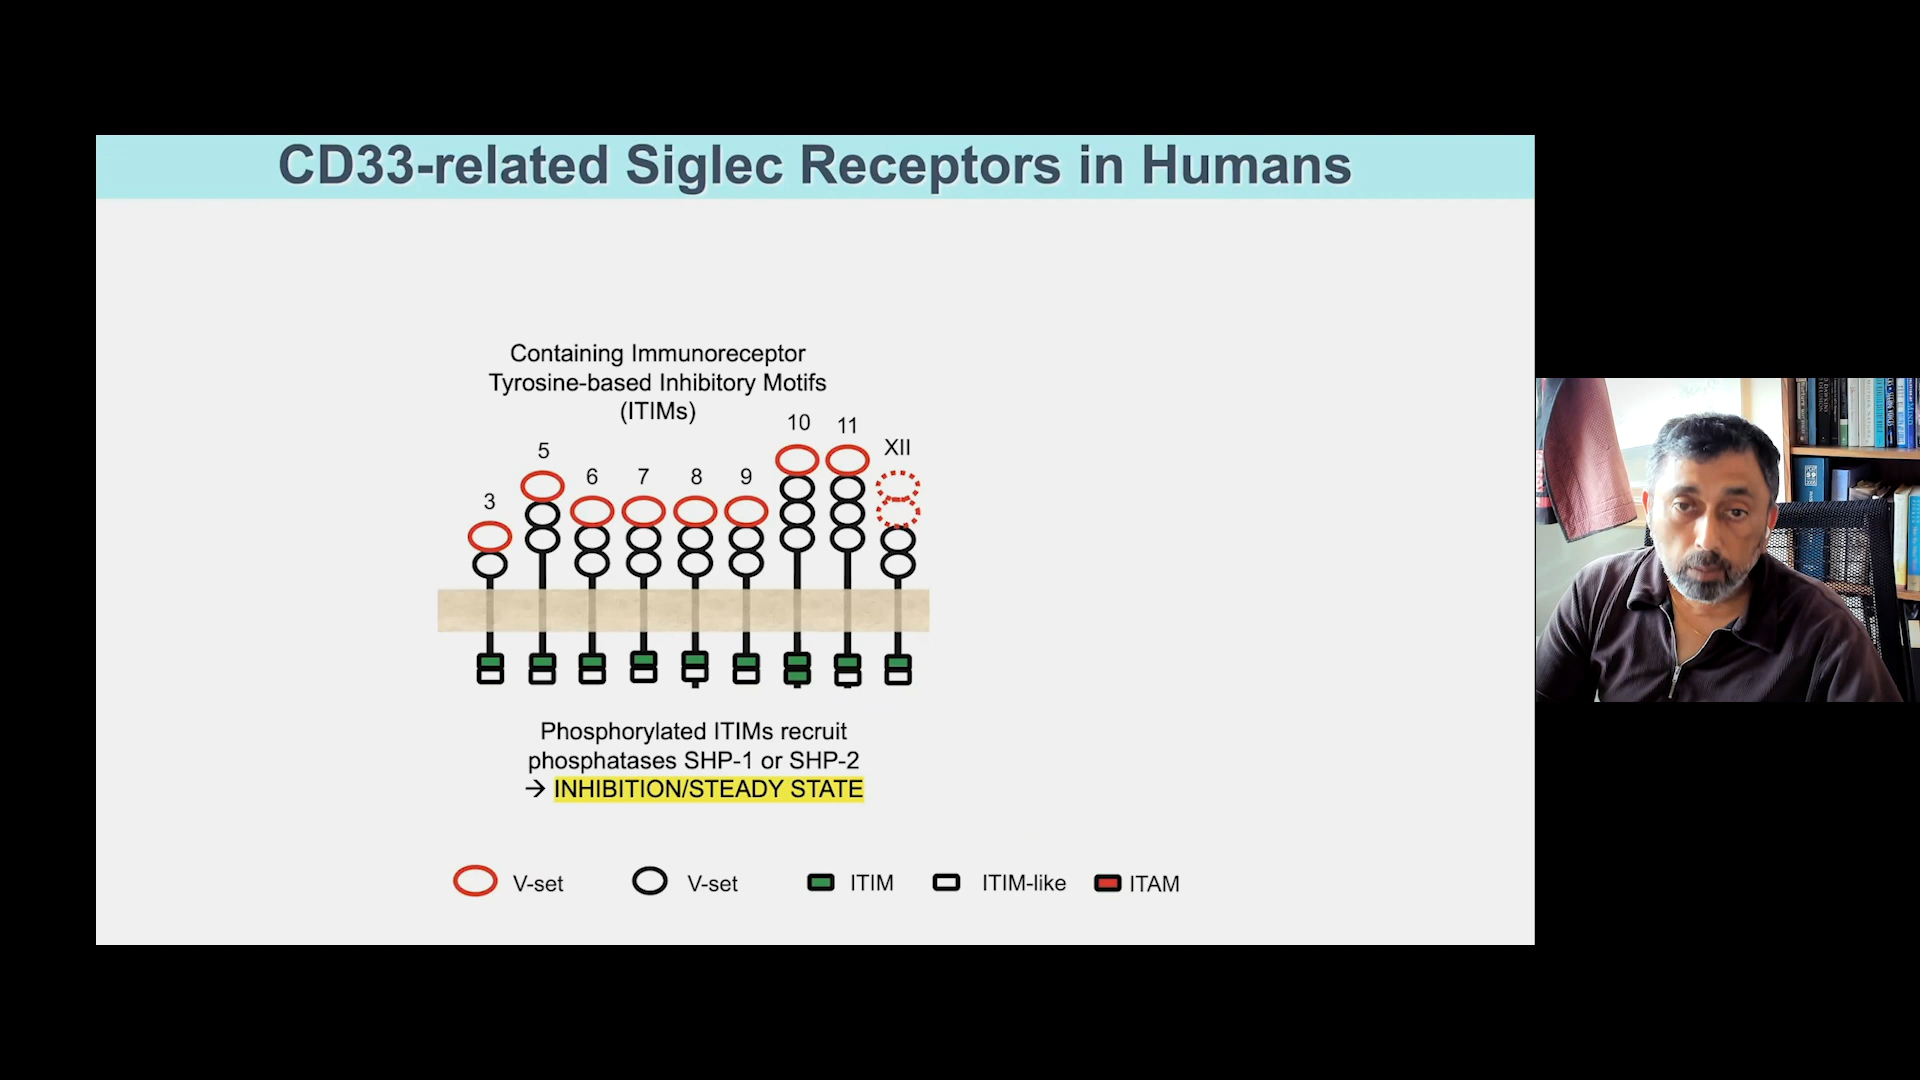 CD33-related Siglec Receptors in Humans
Containing Immunoreceptor
Tyrosine-based Inhibitory Motifs
(ITIMs)
3
5
6
7
8
9
10
11
XII
Phosphorylated ITIMs recruit
phosphatases SHP-1 or SHP-2
→ INHIBITION/STEADY STATE
V-set
V-set
ITIM
ITIM-like
ITAM